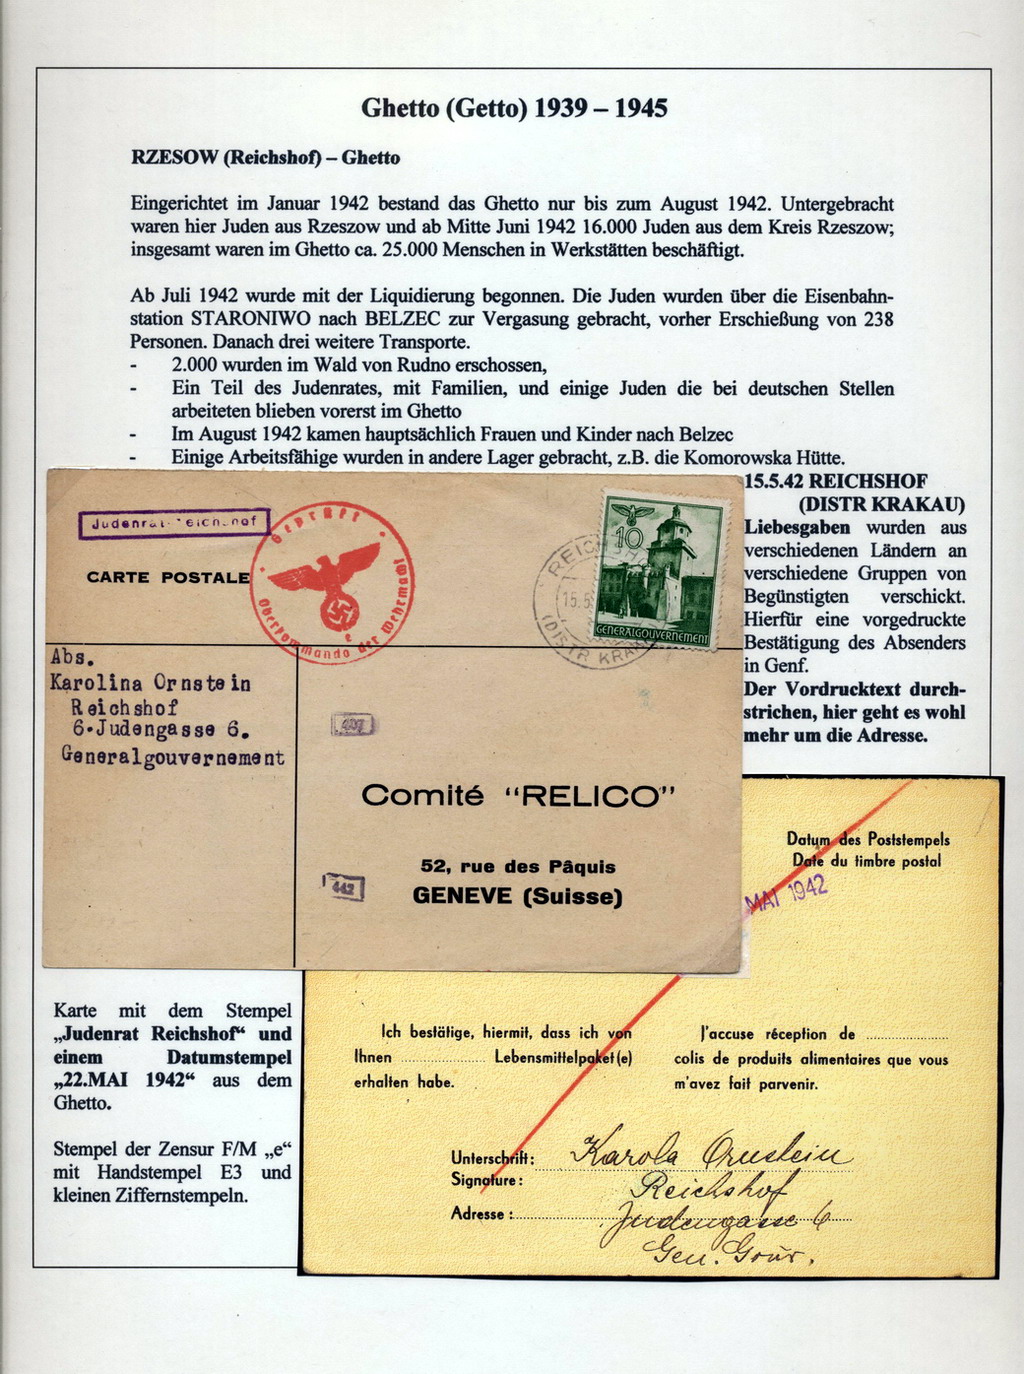 Ghetto (Getto) 1939 – 1945
RZESOW (Reichshof) – Ghetto
Eingerichtet im Januar 1942 bestand das Ghetto nur bis zum August 1942. Untergebracht
waren hier Juden aus Rzeszow und ab Mitte Juni 1942 16.000 Juden aus dem Kreis Rzeszow;
insgesamt waren im Ghetto ca. 25.000 Menschen in Werkstätten beschäftigt.
Ab Juli 1942 wurde mit der Liquidierung begonnen. Die Juden wurden über die Eisenbahn-
station STARONIWO nach BELZEC zur Vergasung gebracht, vorher Erschießung von 238
Personen. Danach drei weitere Transporte.
- 2.000 wurden im Wald von Rudno erschossen,
- Ein Teil des Judenrates, mit Familien, und einige Juden die bei deutschen Stellen
arbeiteten blieben vorerst im Ghetto
- Im August 1942 kamen hauptsächlich Frauen und Kinder nach Belzec
- Einige Arbeitsfähige wurden in andere Lager gebracht, z.B. die Komorowska Hütte.
15.5.42 REICHSHOF
(DISTR KRAKAU)
Liebesgaben wurden aus
verschiedenen Ländern an
verschiedene Gruppen von
Begünstigten verschickt.
Hierfür eine vorgedruckte
Bestätigung des Absenders
in Genf.
Der Vordrucktext durch-
strichen, hier geht es wohl
mehr um die Adresse.
Judenrat
CARTE POSTALE
Geprüft
Oberkommando der Wehrmacht
e
REICHSH
15.5
(DISTR KRAK
10
GENERALGOUVERNEMENT
Abs.
Karolina Ornstein
Reichshof
6-Judengasse 6.
Generalgouvernement
407
Comité "RELICO"
52, rue des Pâquis
GENEVE (Suisse)
442
Datum des Poststempels
Date du timbre postal
MAI 1942
Ich bestätige, hiermit, dass ich von
Ihnen .................... Lebensmittelpaket(e)
erhalten habe.
J'accuse réception de ....................
colis de produits alimentaires que vous
m'avez fait parvenir.
Unterschrift: Karola Ornstein
Signature: Reichshof
Adresse: Judengasse 6
Gen. Gouv.
Karte mit dem Stempel
„Judenrat Reichshof“ und
einem Datumstempel
„22.MAI 1942“ aus dem
Ghetto.
Stempel der Zensur F/M „e“
mit Handstempel E3 und
kleinen Ziffernstempeln.